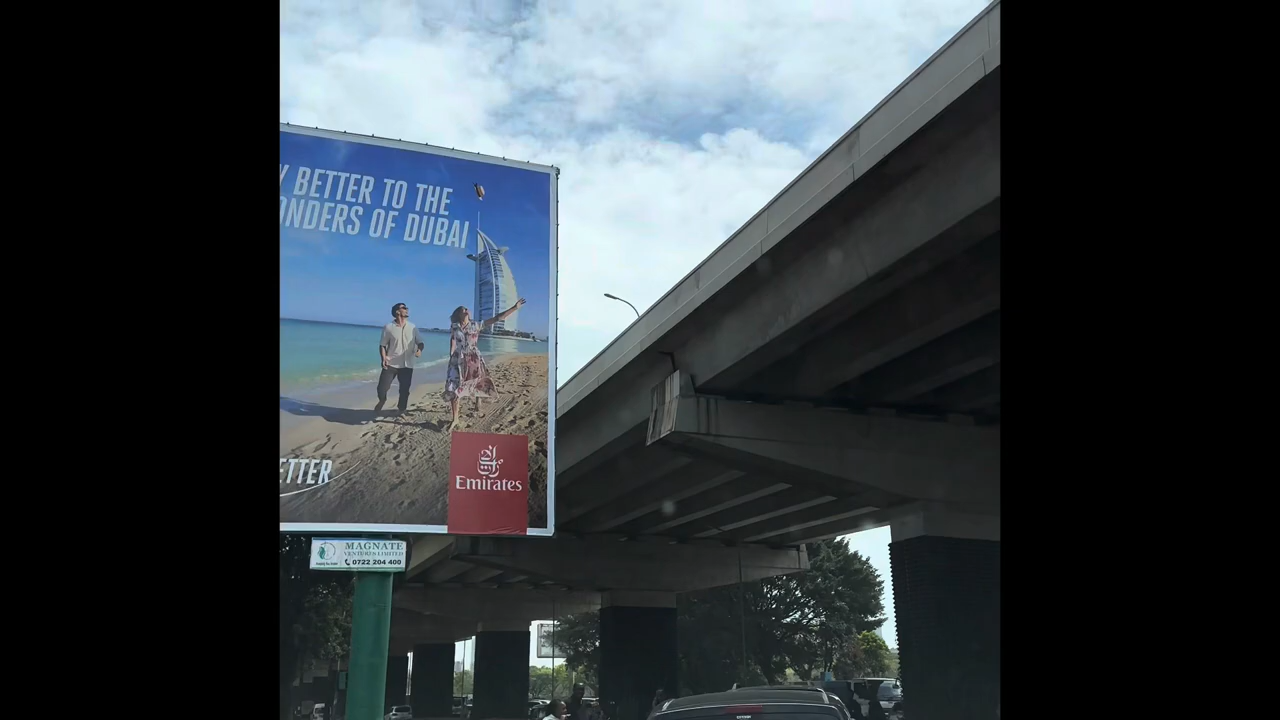 Y BETTER TO THE
ONDERS OF DUBAI
ETTER
Emirates
MAGNATE
VENTURES LIMITED
0722 204 400